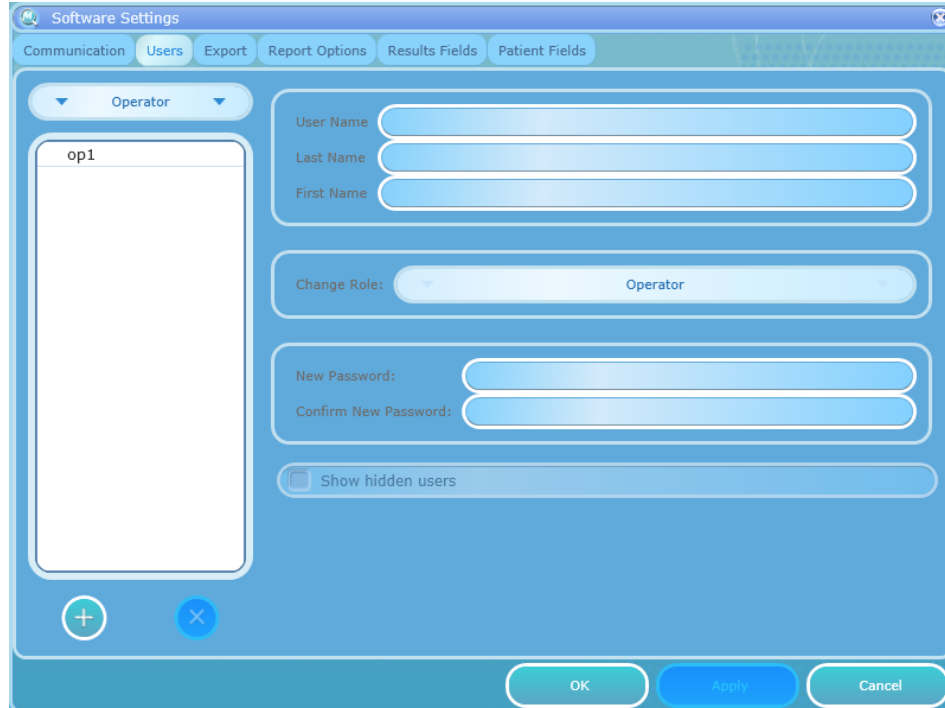 Software Settings
Communication Users Export Report Options Results Fields Patient Fields
Operator
op1
User Name
Last Name
First Name
Change Role: Operator
New Password:
Confirm New Password:
Show hidden users
OK Apply Cancel